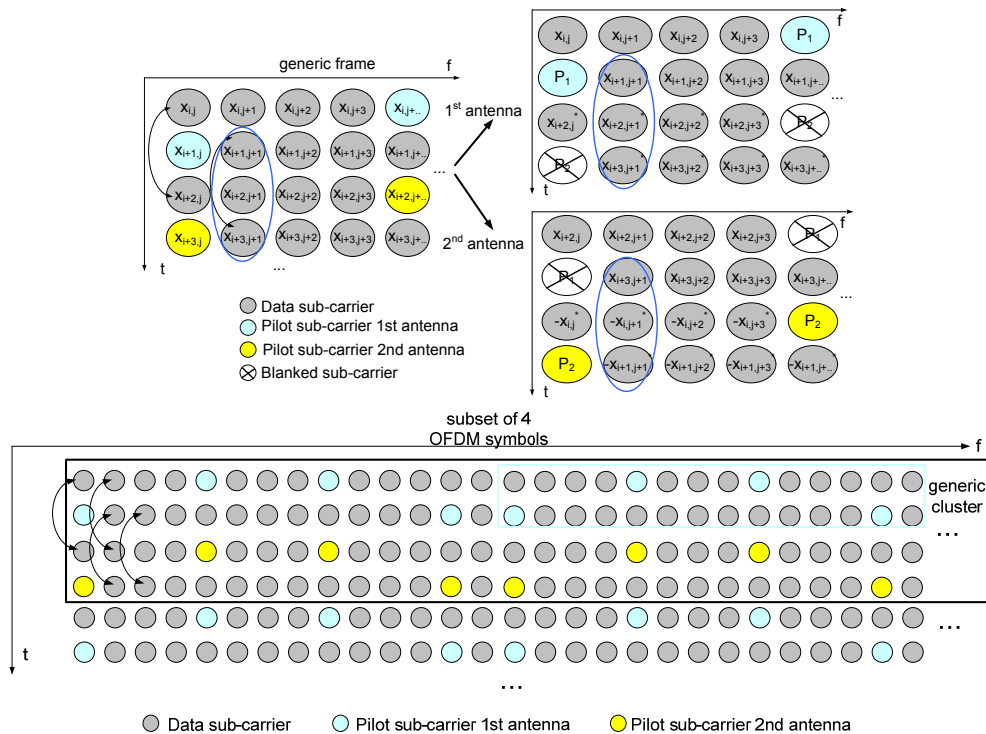 generic frame
f
x_{i,j} x_{i,j+1} x_{i,j+2} x_{i,j+3} x_{i,j+..}
x_{i+1,j} x_{i+1,j+1} x_{i+1,j+2} x_{i+1,j+3} x_{i+1,j+..}
x_{i+2,j} x_{i+2,j+1} x_{i+2,j+2} x_{i+2,j+3} x_{i+2,j+..}
x_{i+3,j} x_{i+3,j+1} x_{i+3,j+2} x_{i+3,j+3} x_{i+3,j+..}
...
...
t
1st antenna
2nd antenna
f
x_{i,j} x_{i,j+1} x_{i,j+2} x_{i,j+3} P_1
P_1 x_{i+1,j+1} x_{i+1,j+2} x_{i+1,j+3} x_{i+1,j+..}
...
x_{i+2,j}* x_{i+2,j+1}* x_{i+2,j+2}* x_{i+2,j+3}* P_2
P_2 x_{i+3,j+1}* x_{i+3,j+2}* x_{i+3,j+3}* x_{i+3,j+..}*
t
f
x_{i+2,j} x_{i+2,j+1} x_{i+2,j+2} x_{i+2,j+3} P_1
P_1 x_{i+3,j+1} x_{i+3,j+2} x_{i+3,j+3} x_{i+3,j+..}
...
-x_{i,j}* -x_{i,j+1}* -x_{i,j+2}* -x_{i,j+3}* P_2
P_2 -x_{i+1,j+1}* -x_{i+1,j+2}* -x_{i+1,j+3}* -x_{i+1,j+..}*
t
Data sub-carrier
Pilot sub-carrier 1st antenna
Pilot sub-carrier 2nd antenna
Blanked sub-carrier
subset of 4
OFDM symbols
f
generic
cluster
...
...
t
...
Data sub-carrier Pilot sub-carrier 1st antenna Pilot sub-carrier 2nd antenna